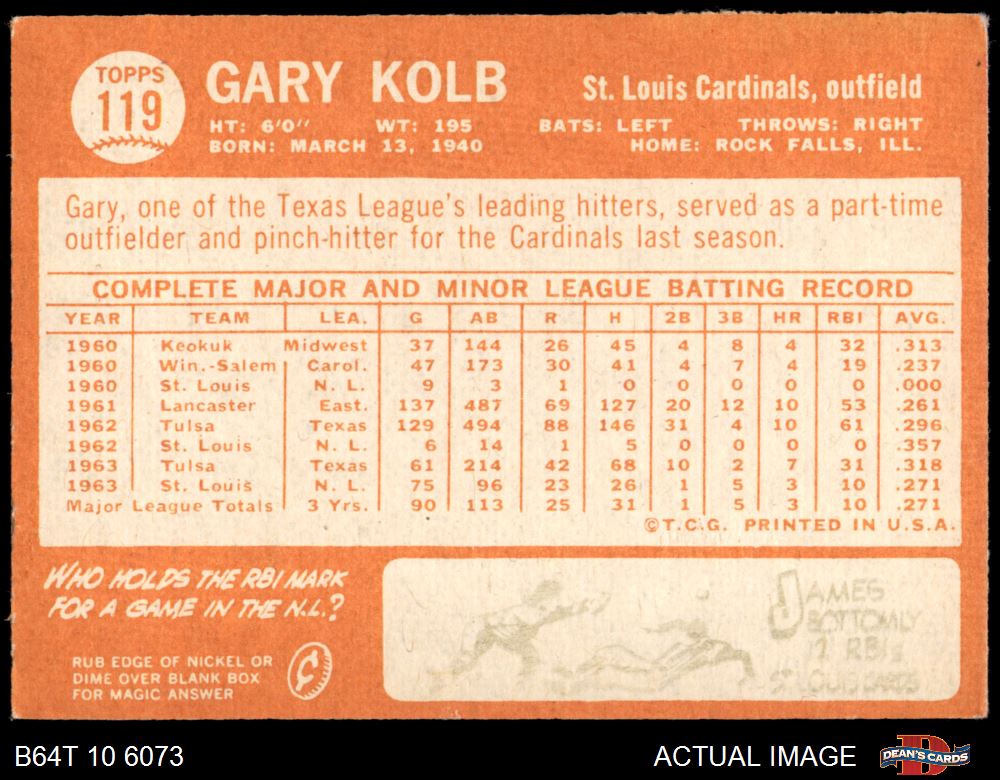 TOPPS
119
GARY KOLB
St. Louis Cardinals, outfield
HT: 6'0" WT: 195 BATS: LEFT THROWS: RIGHT
BORN: MARCH 13, 1940 HOME: ROCK FALLS, ILL.
Gary, one of the Texas League's leading hitters, served as a part-time
outfielder and pinch-hitter for the Cardinals last season.
COMPLETE MAJOR AND MINOR LEAGUE BATTING RECORD
YEAR TEAM LEA. G AB R H 2B 3B HR RBI AVG.
1960 Keokuk Midwest 37 144 26 45 4 8 4 32 .313
1960 Win.-Salem Carol. 47 173 30 41 4 7 4 19 .237
1960 St. Louis N. L. 9 3 1 0 0 0 0 0 .000
1961 Lancaster East. 137 487 69 127 20 12 10 53 .261
1962 Tulsa Texas 129 494 88 146 31 4 10 61 .296
1962 St. Louis N. L. 6 14 1 5 0 0 0 0 .357
1963 Tulsa Texas 61 214 42 68 10 2 7 31 .318
1963 St. Louis N. L. 75 96 23 26 1 5 3 10 .271
Major League Totals 3 Yrs. 90 113 25 31 1 5 3 10 .271
©T.C.G. PRINTED IN U.S.A.
WHO HOLDS THE RBI MARK
FOR A GAME IN THE N.L.?
RUB EDGE OF NICKEL OR
DIME OVER BLANK BOX
FOR MAGIC ANSWER
JAMES
BOTTOMLY
12 RBIs
ST LOUIS CARDS
B64T 10 6073
ACTUAL IMAGE
DEAN'S CARDS